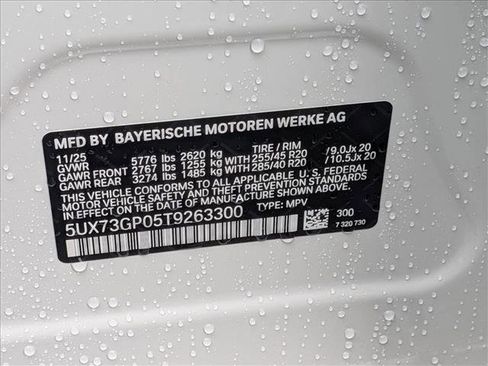 MFD BY BAYERISCHE MOTOREN WERKE AG
11/25 TIRE / RIM
GVWR 5776 lbs 2620 kg
GAWR FRONT 2767 lbs 1255 kg 255/45 R20 /9.0Jx 20
GAWR REAR 3274 lbs 1485 kg 285/40 R20 /10.5Jx 20
THIS VEHICLE CONFORMS TO ALL APPLICABLE U.S. FEDERAL
MOTOR VEHICLE SAFETY, BUMPER, AND THEFT PREVENTION STANDARDS
IN EFFECT ON THE DATE OF MANUFACTURE SHOWN ABOVE.
5UX73GP05T9263300 TYPE: MPV
300
7 320 730